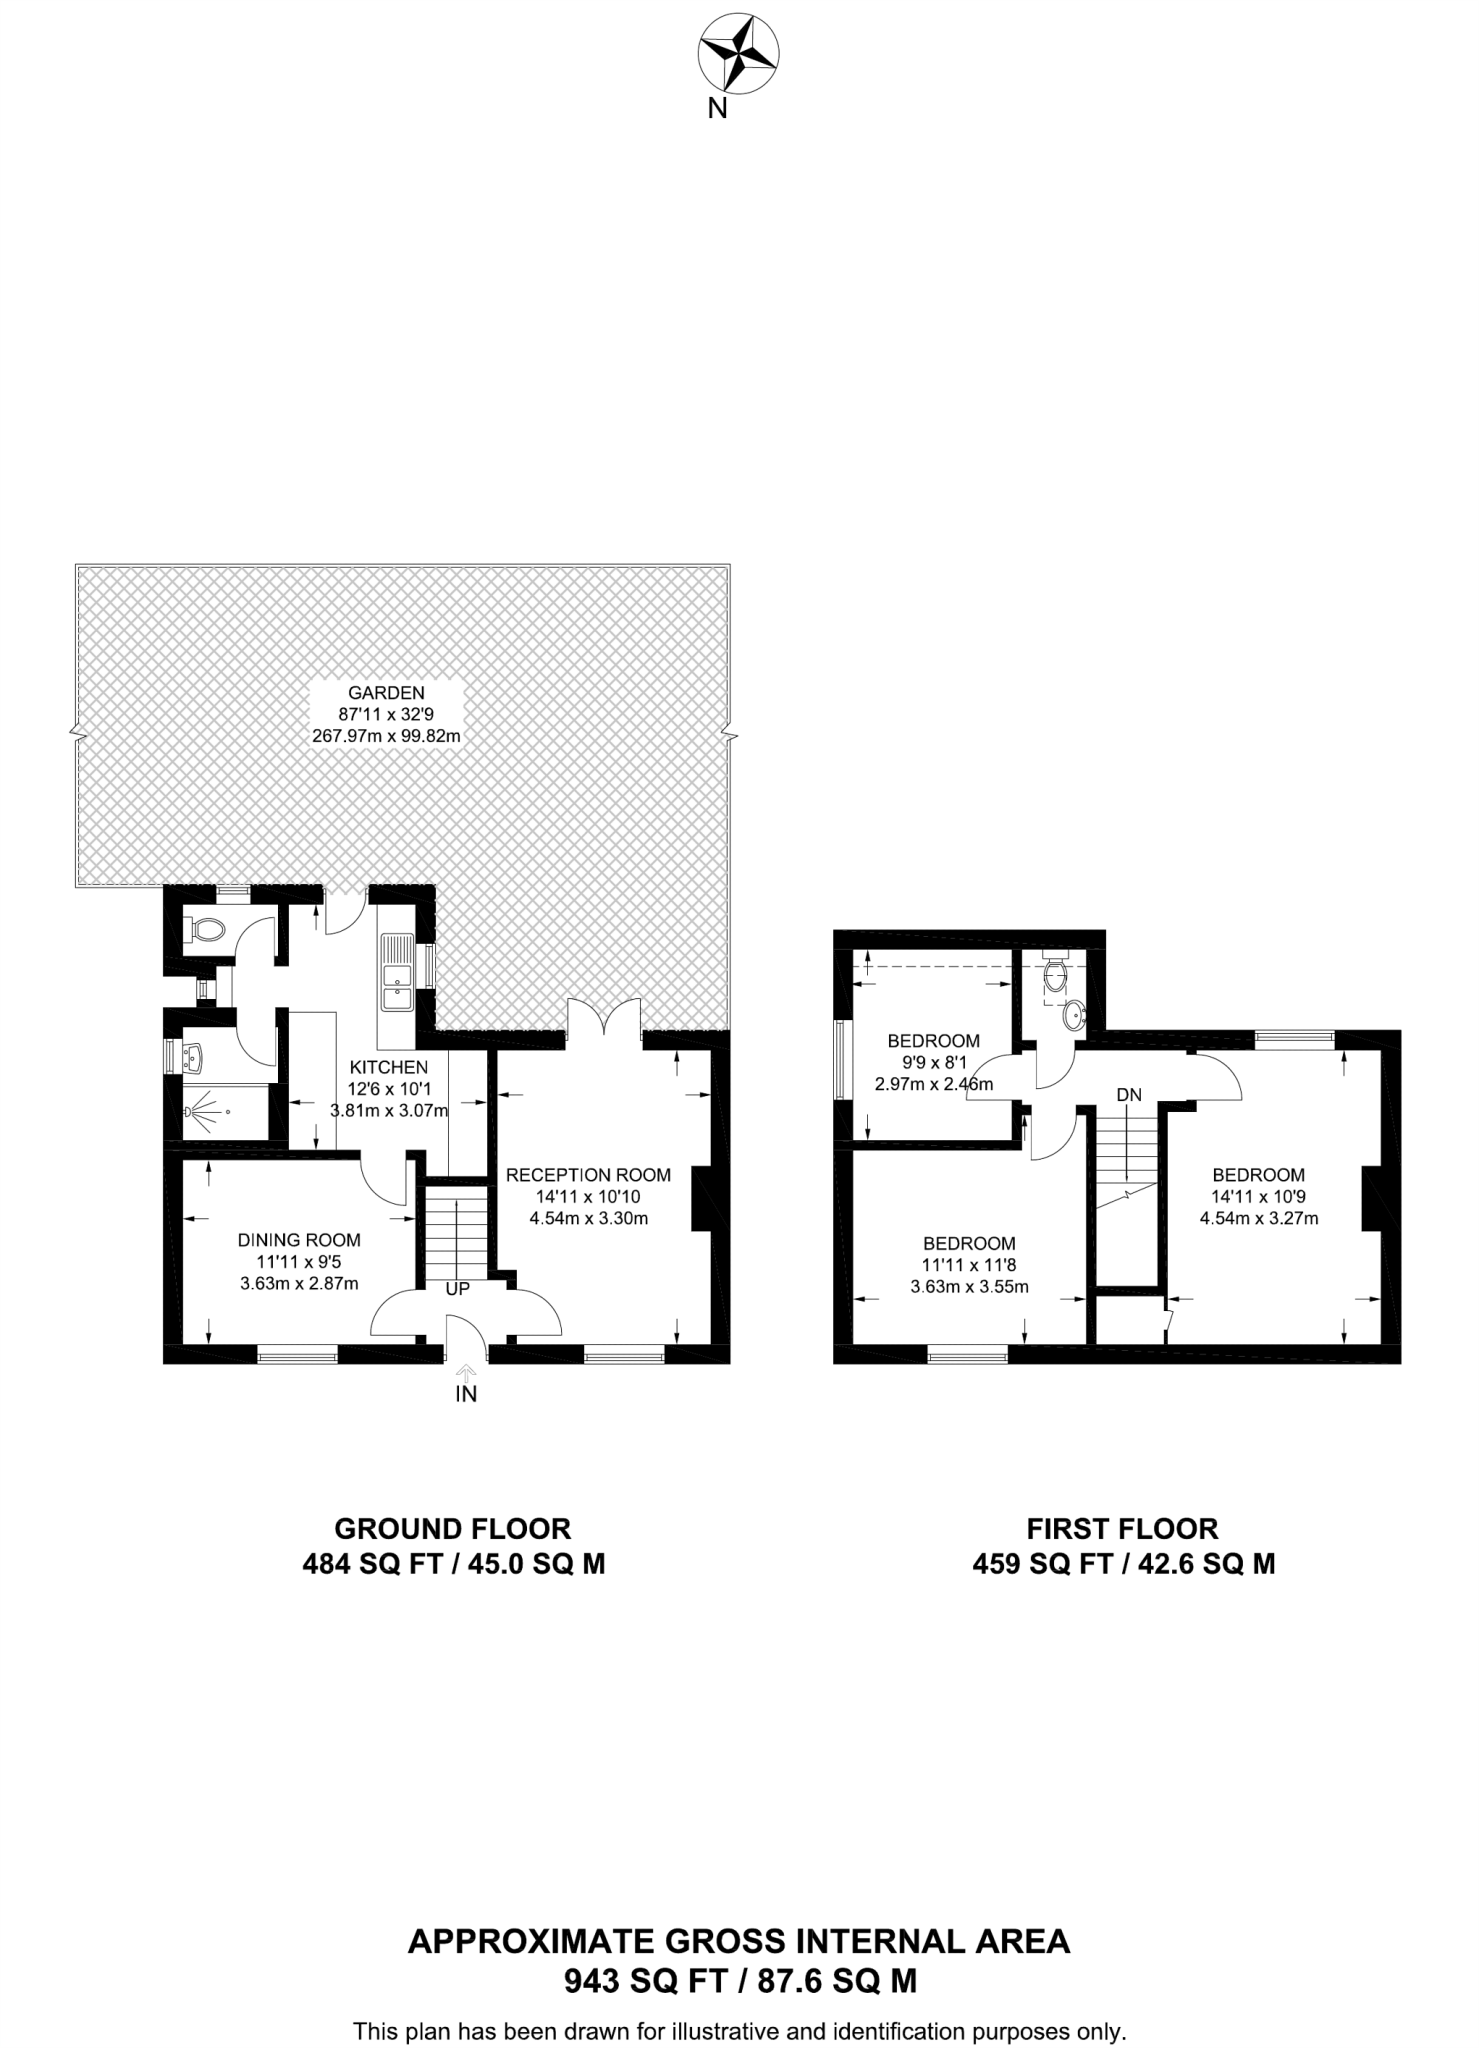 N
GARDEN
87'11 x 32'9
267.97m x 99.82m
KITCHEN
12'6 x 10'1
3.81m x 3.07m
RECEPTION ROOM
14'11 x 10'10
4.54m x 3.30m
DINING ROOM
11'11 x 9'5
3.63m x 2.87m
UP
IN
BEDROOM
9'9 x 8'1
2.97m x 2.46m
DN
BEDROOM
14'11 x 10'9
4.54m x 3.27m
BEDROOM
11'11 x 11'8
3.63m x 3.55m
GROUND FLOOR
484 SQ FT / 45.0 SQ M
FIRST FLOOR
459 SQ FT / 42.6 SQ M
APPROXIMATE GROSS INTERNAL AREA
943 SQ FT / 87.6 SQ M
This plan has been drawn for illustrative and identification purposes only.